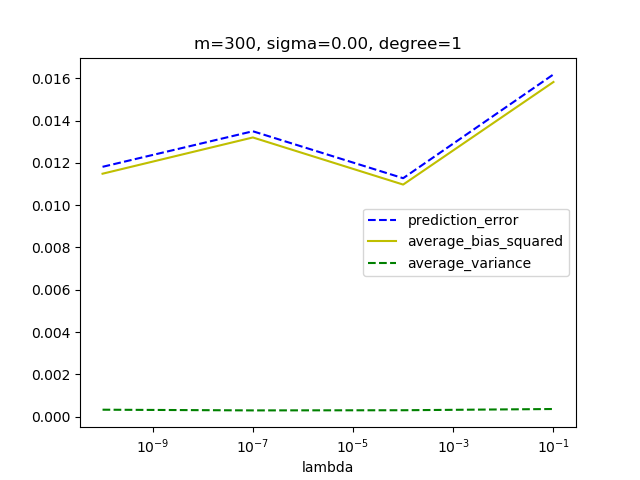 m=300, sigma=0.00, degree=1
0.016
0.014
0.012
0.010
0.008
0.006
0.004
0.002
0.000
prediction_error
average_bias_squared
average_variance
10⁻⁹ 10⁻⁷ 10⁻⁵ 10⁻³ 10⁻¹
lambda